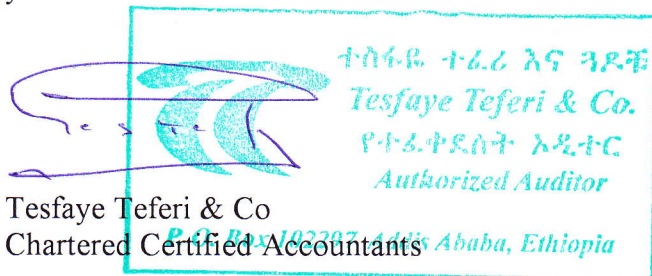 ተስፋዬ ተፈሪ እና ጓዶቹ
Tesfaye Teferi & Co.
የተፈቀደለት ኦዲተር
Authorized Auditor
Tesfaye Teferi & Co
P.O. Box Addis Ababa, Ethiopia
Chartered Certified Accountants